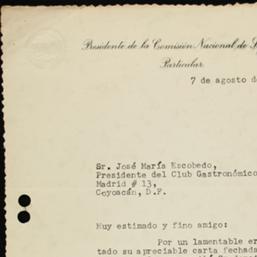 Presidente de la Comisión Nacional de
Particular.
7 de agosto de
Sr. José María Escobedo,
Presidente del Club Gastronómico
Madrid # 13,
Coyoacán, D.F.
Muy estimado y fino amigo:
Por un lamentable er
tado su apreciable carta fechada